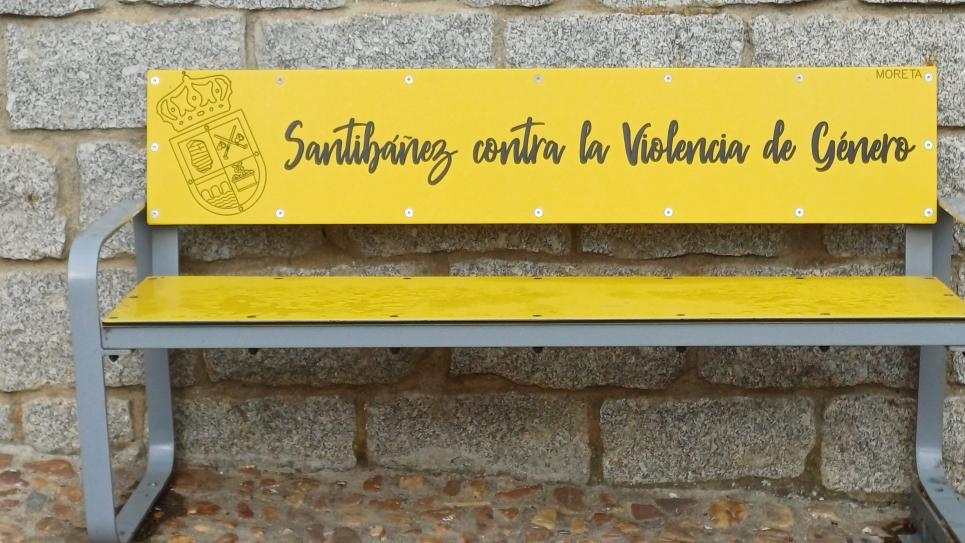 MORETA
Santibáñez contra la Violencia de Género